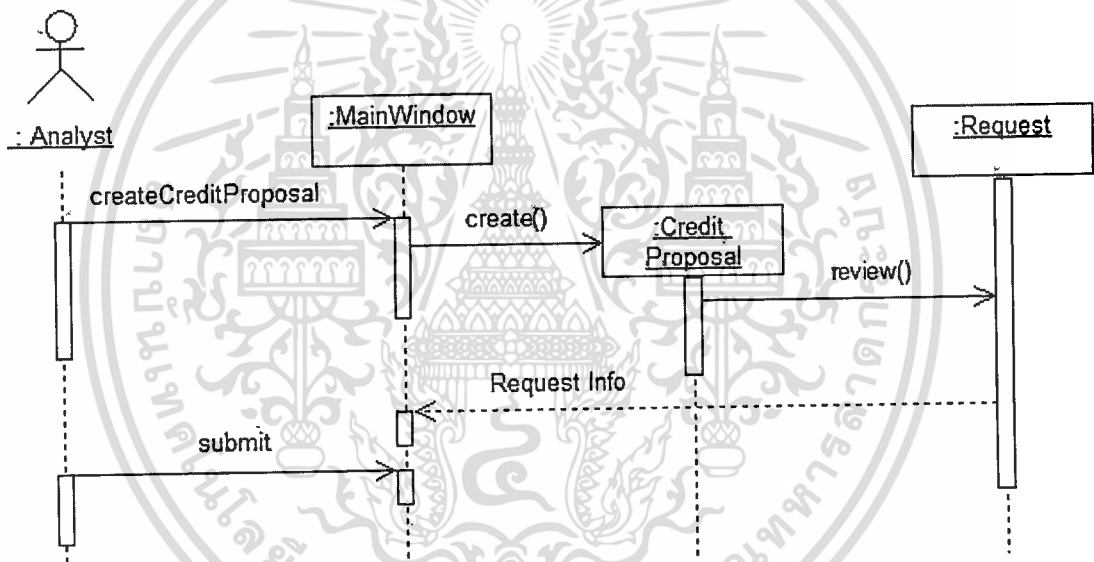 : Analyst
:MainWindow
:Request
createCreditProposal
create()
:Credit
Proposal
review()
Request Info
submit